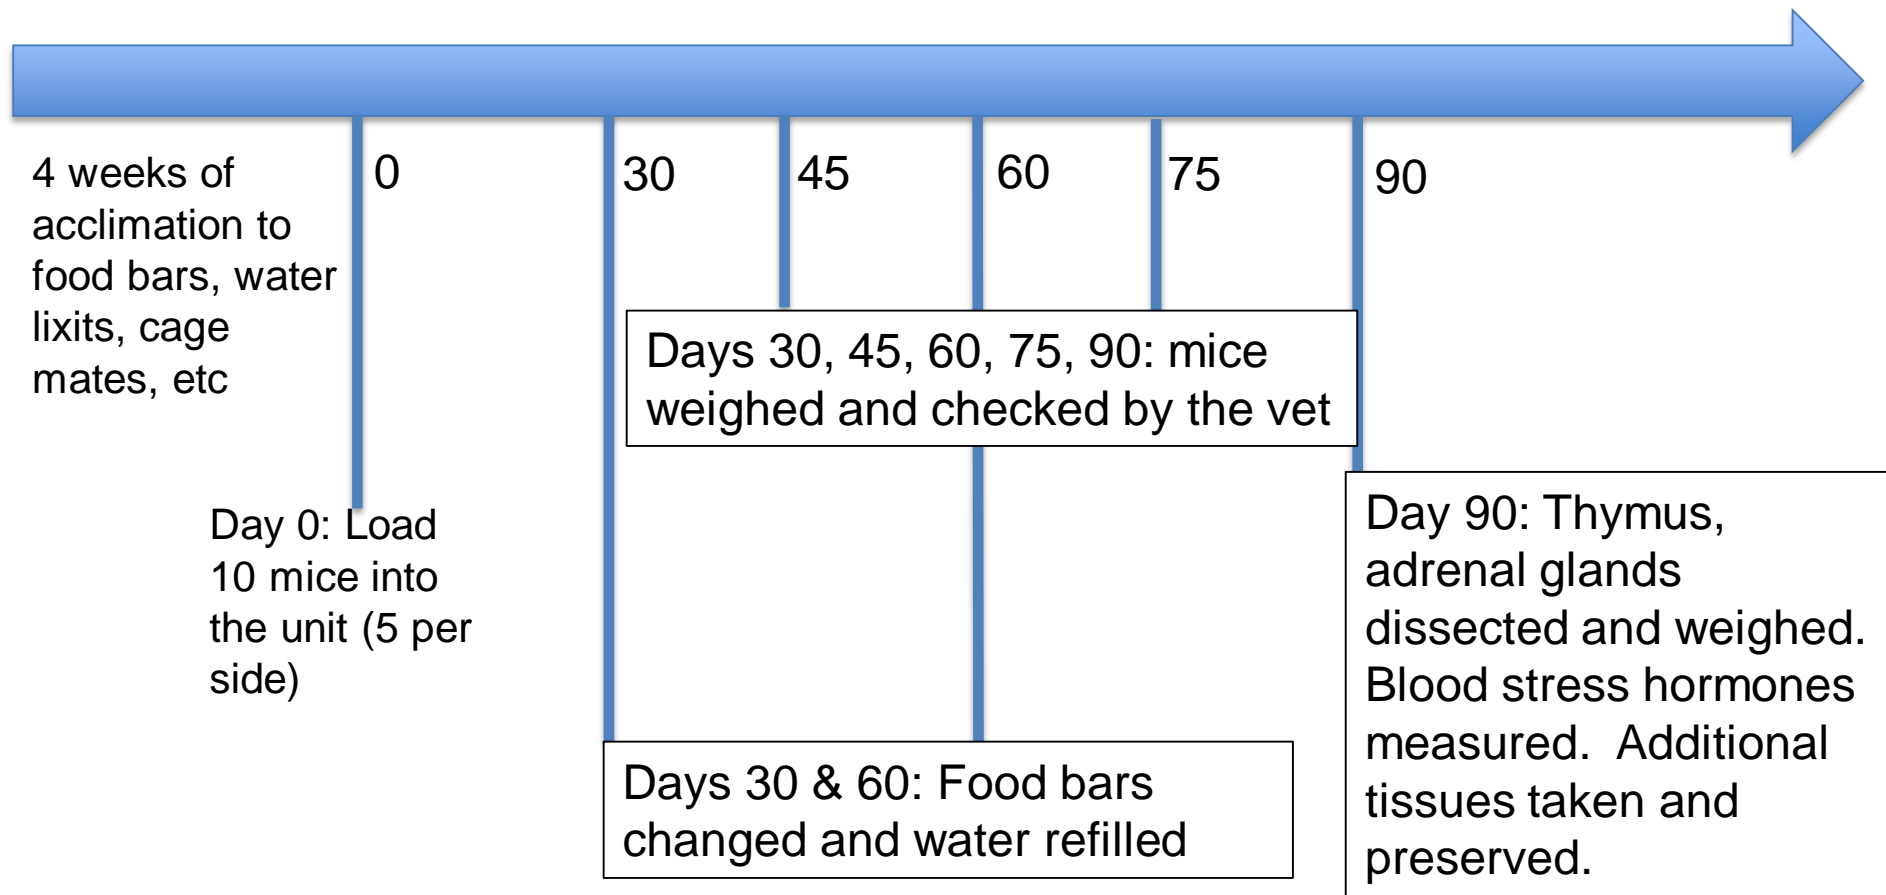 4 weeks of
acclimation to
food bars, water
lixits, cage
mates, etc
0
30
45
60
75
90
Days 30, 45, 60, 75, 90: mice
weighed and checked by the vet
Day 0: Load
10 mice into
the unit (5 per
side)
Days 30 & 60: Food bars
changed and water refilled
Day 90: Thymus,
adrenal glands
dissected and weighed.
Blood stress hormones
measured.  Additional
tissues taken and
preserved.